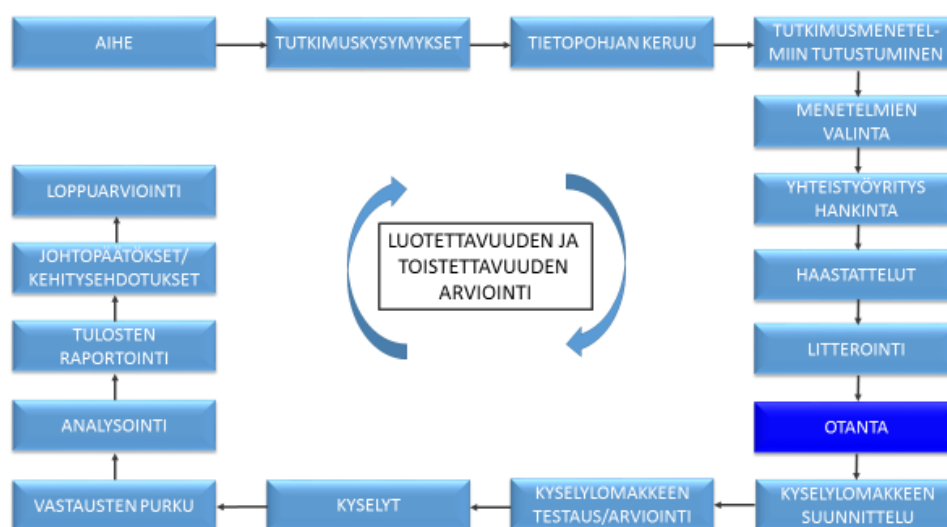 AIHE
TUTKIMUSKYSYMYKSET
TIETOPOHJAN KERUU
TUTKIMUSMENETEL-
MIIN TUTUSTUMINEN
MENETELMIEN
VALINTA
YHTEISTYÖYRITYS
HANKINTA
HAASTATTELUT
LITTEROINTI
OTANTA
KYSELYLOMAKKEEN
SUUNNITTELU
KYSELYLOMAKKEEN
TESTAUS/ARVIOINTI
KYSELYT
VASTAUSTEN PURKU
ANALYSOINTI
TULOSTEN
RAPORTOINTI
JOHTOPÄÄTÖKSET/
KEHITYSEHDOTUKSET
LOPPUARVIOINTI
LUOTETTAVUUDEN JA
TOISTETTAVUUDEN
ARVIOINTI